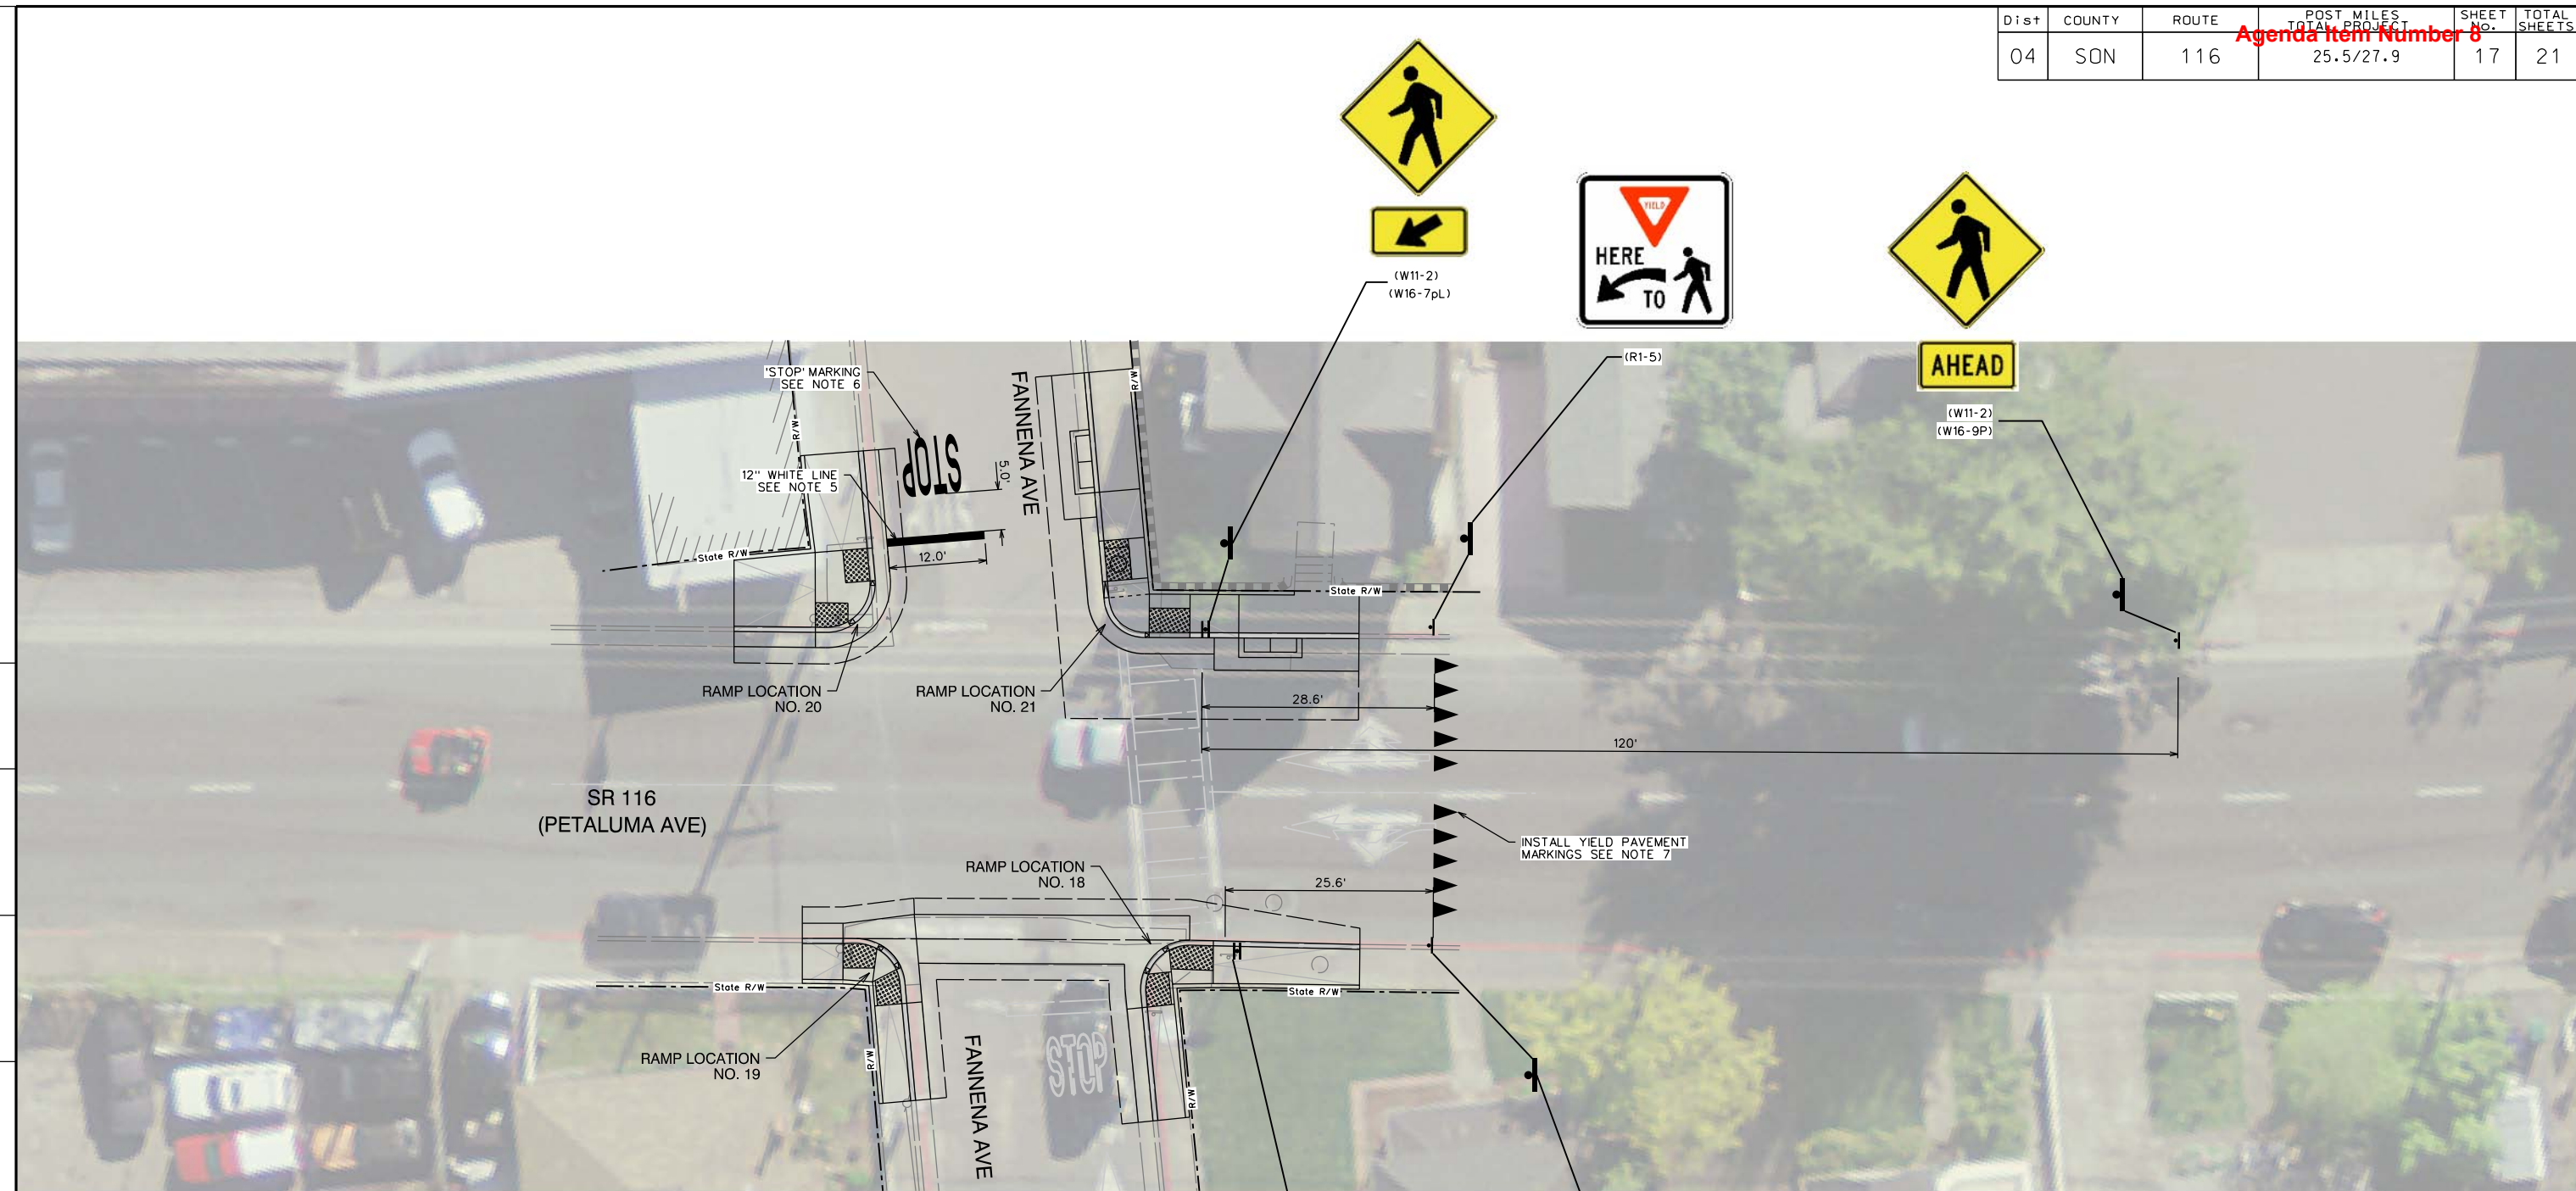 Dist COUNTY ROUTE POST MILES TOTAL PROJECT SHEET No. TOTAL SHEETS
Agenda Item Number 8
04 SON 116 25.5/27.9 17 21
YIELD
HERE
TO
(W11-2)
(W16-7pL)
(R1-5)
AHEAD
(W11-2)
(W16-9P)
'STOP' MARKING
SEE NOTE 6
R/W
FANNENA AVE
R/W
STOP
5.0'
12" WHITE LINE
SEE NOTE 5
12.0'
State R/W
State R/W
RAMP LOCATION
NO. 20
RAMP LOCATION
NO. 21
28.6'
120'
SR 116
(PETALUMA AVE)
INSTALL YIELD PAVEMENT
MARKINGS SEE NOTE 7
RAMP LOCATION
NO. 18
25.6'
State R/W
State R/W
RAMP LOCATION
NO. 19
R/W
FANNENA AVE
STOP
R/W